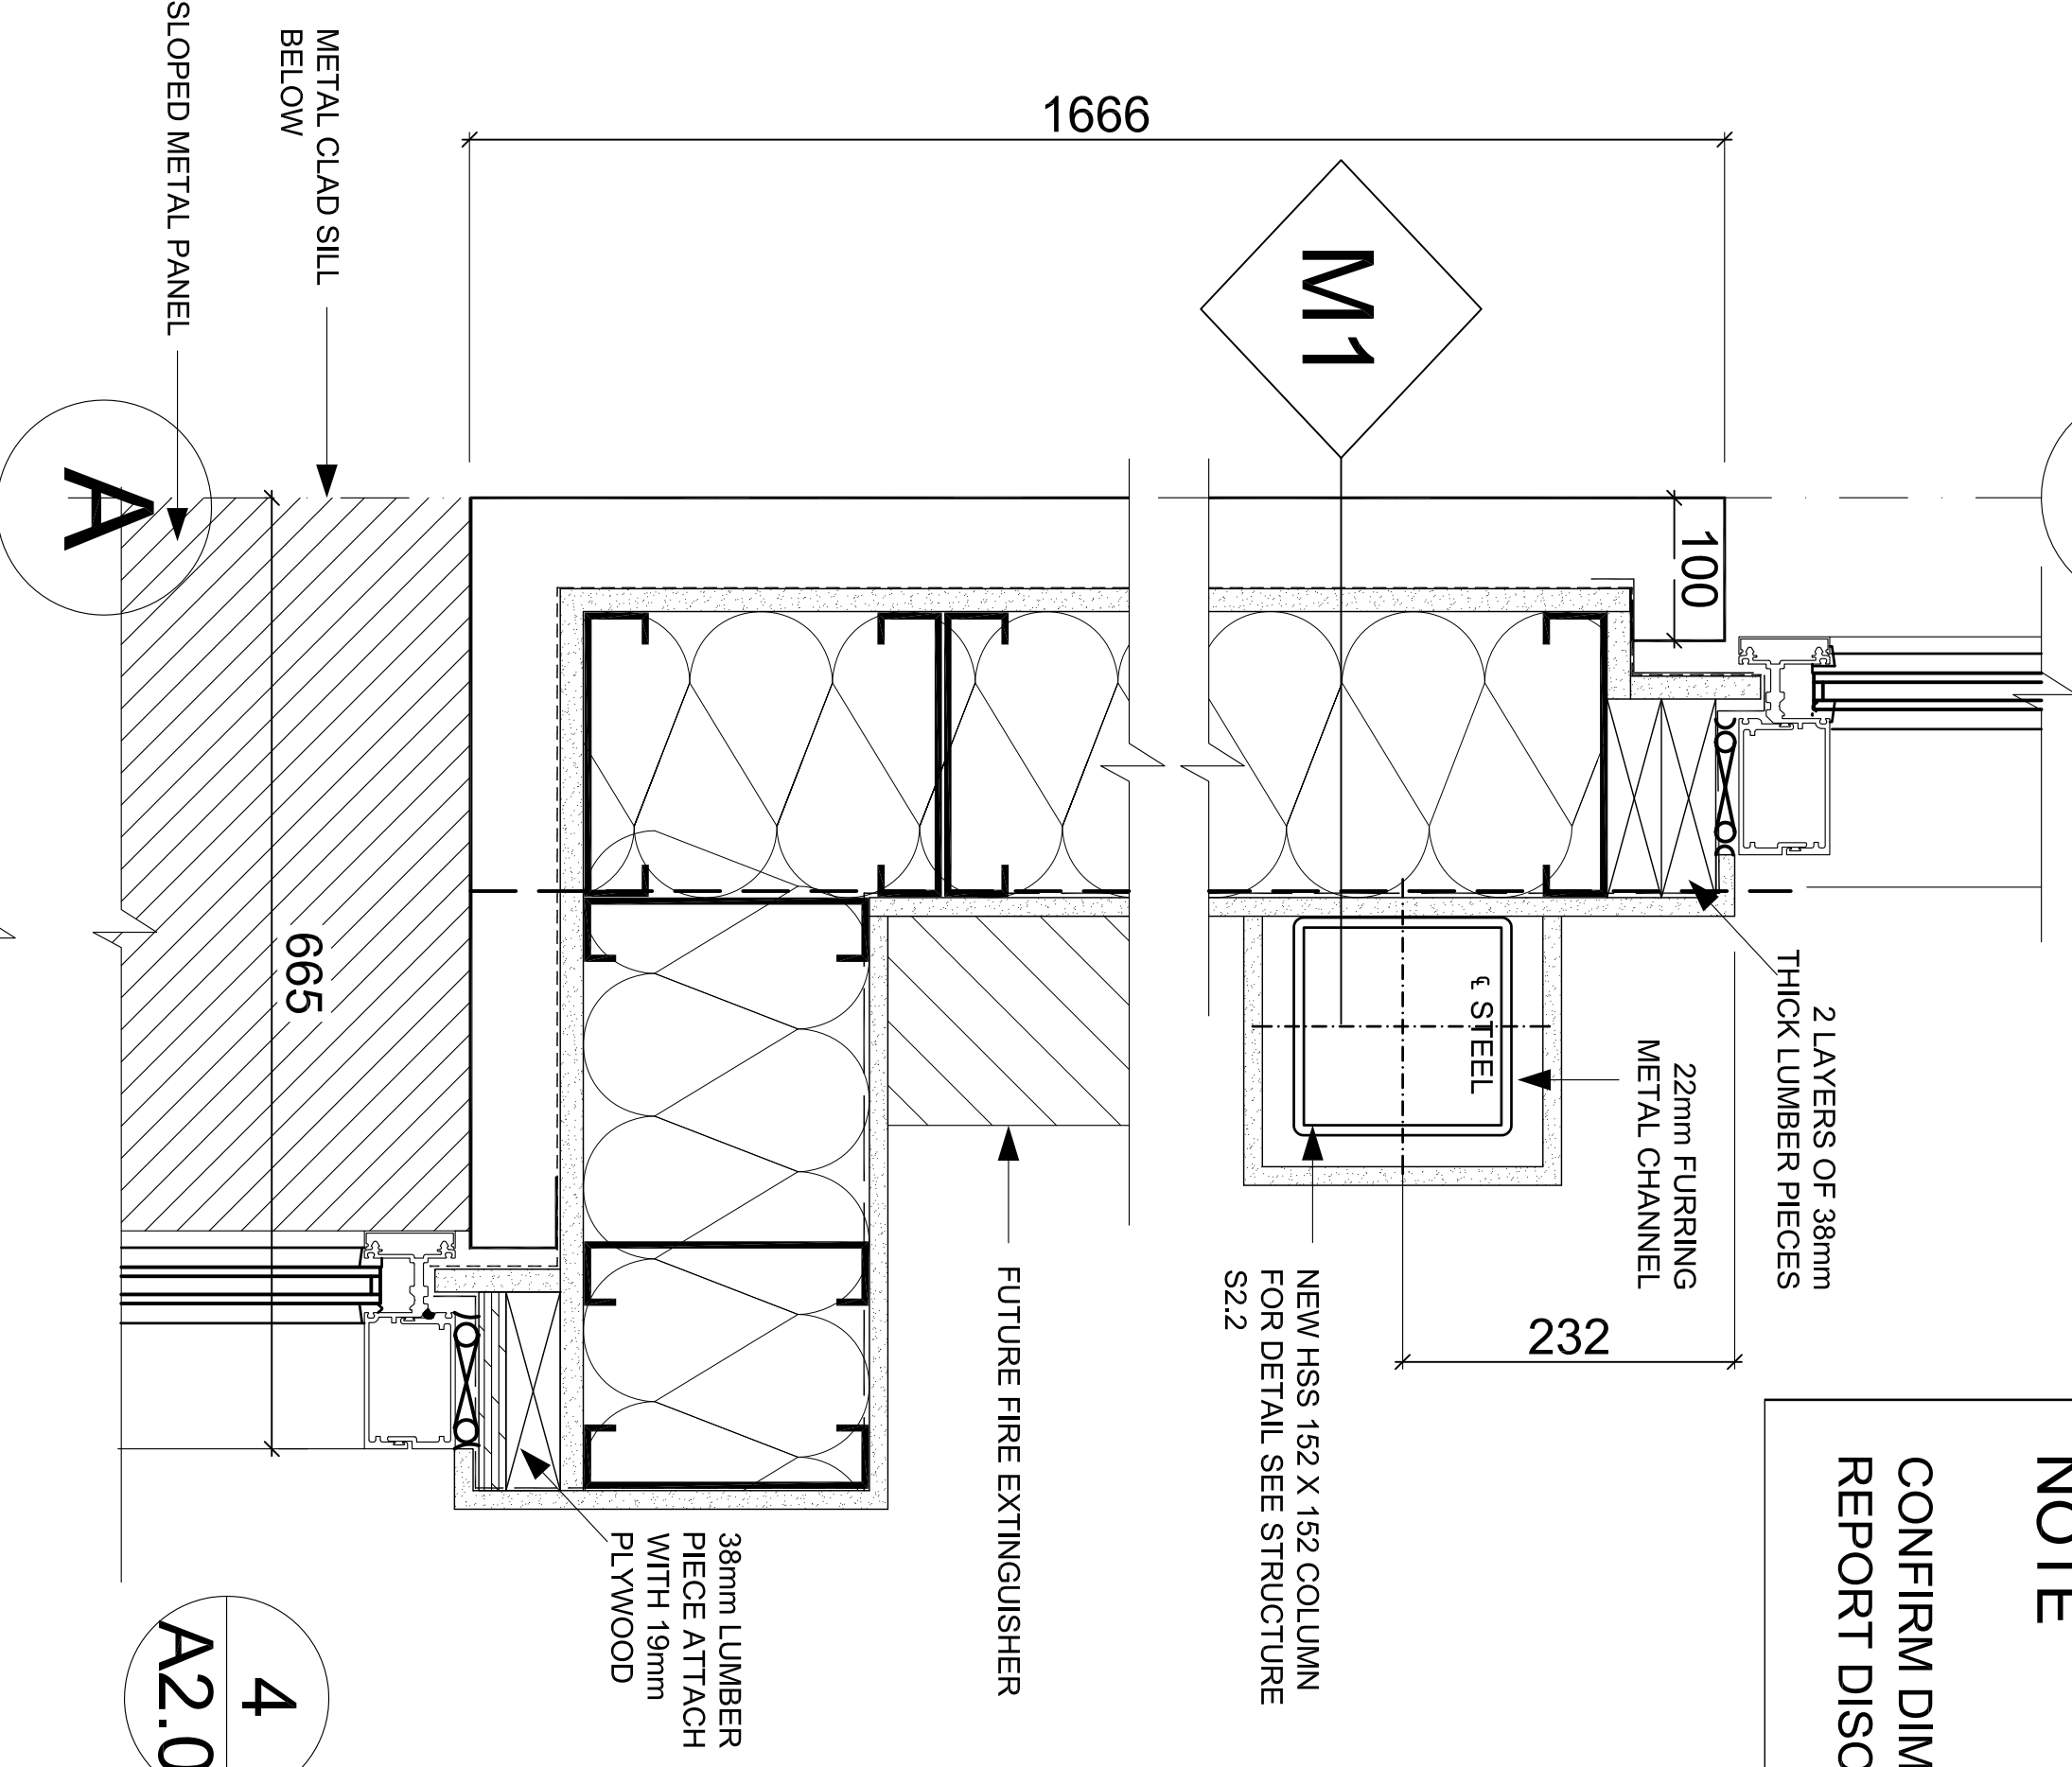 SLOPED METAL PANEL
METAL CLAD SILL
BELOW
1666
M1
100
A
665
℄ STEEL
2 LAYERS OF 38mm
THICK LUMBER PIECES
22mm FURRING
METAL CHANNEL
232
NEW HSS 152 X 152 COLUMN
FOR DETAIL SEE STRUCTURE
S2.2
FUTURE FIRE EXTINGUISHER
38mm LUMBER
PIECE ATTACH
WITH 19mm
PLYWOOD
4
A2.0
NOTE
CONFIRM DIM
REPORT DISC